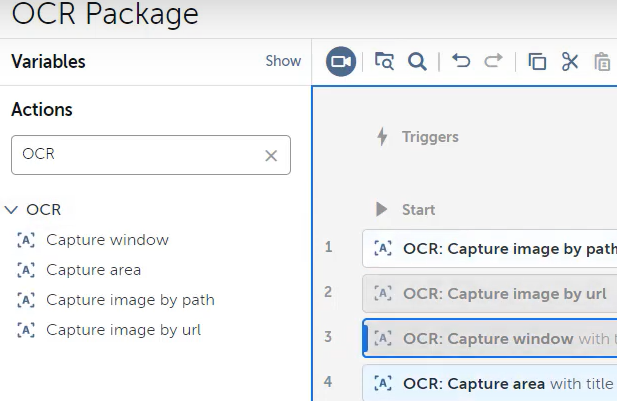 OCR Package
Variables
Show
Actions
OCR
OCR
Capture window
Capture area
Capture image by path
Capture image by url
Triggers
Start
1 OCR: Capture image by path
2 OCR: Capture image by url
3 OCR: Capture window with
4 OCR: Capture area with title